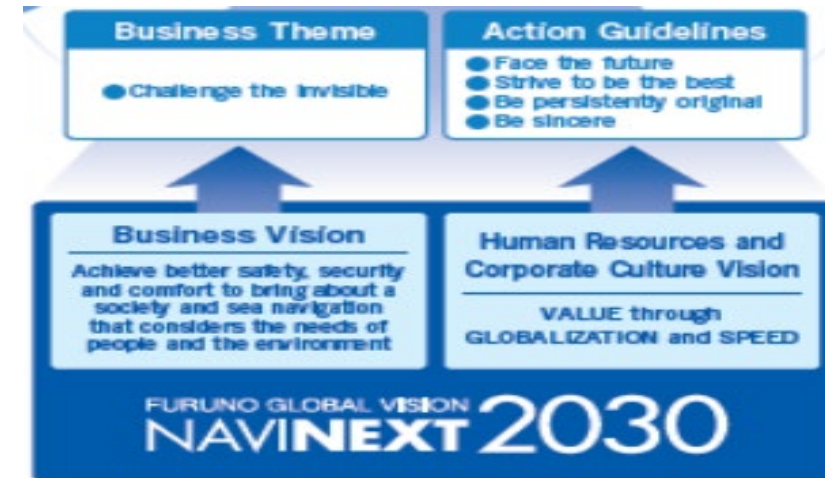 Business Theme
●Challenge the Invisible
Action Guidelines
●Face the future
●Strive to be the best
●Be persistently original
●Be sincere
Business Vision
Achieve better safety, security
and comfort to bring about a
society and sea navigation
that considers the needs of
people and the environment
Human Resources and
Corporate Culture Vision
VALUE through
GLOBALIZATION and SPEED
FURUNO GLOBAL VISION
NAVINEXT 2030